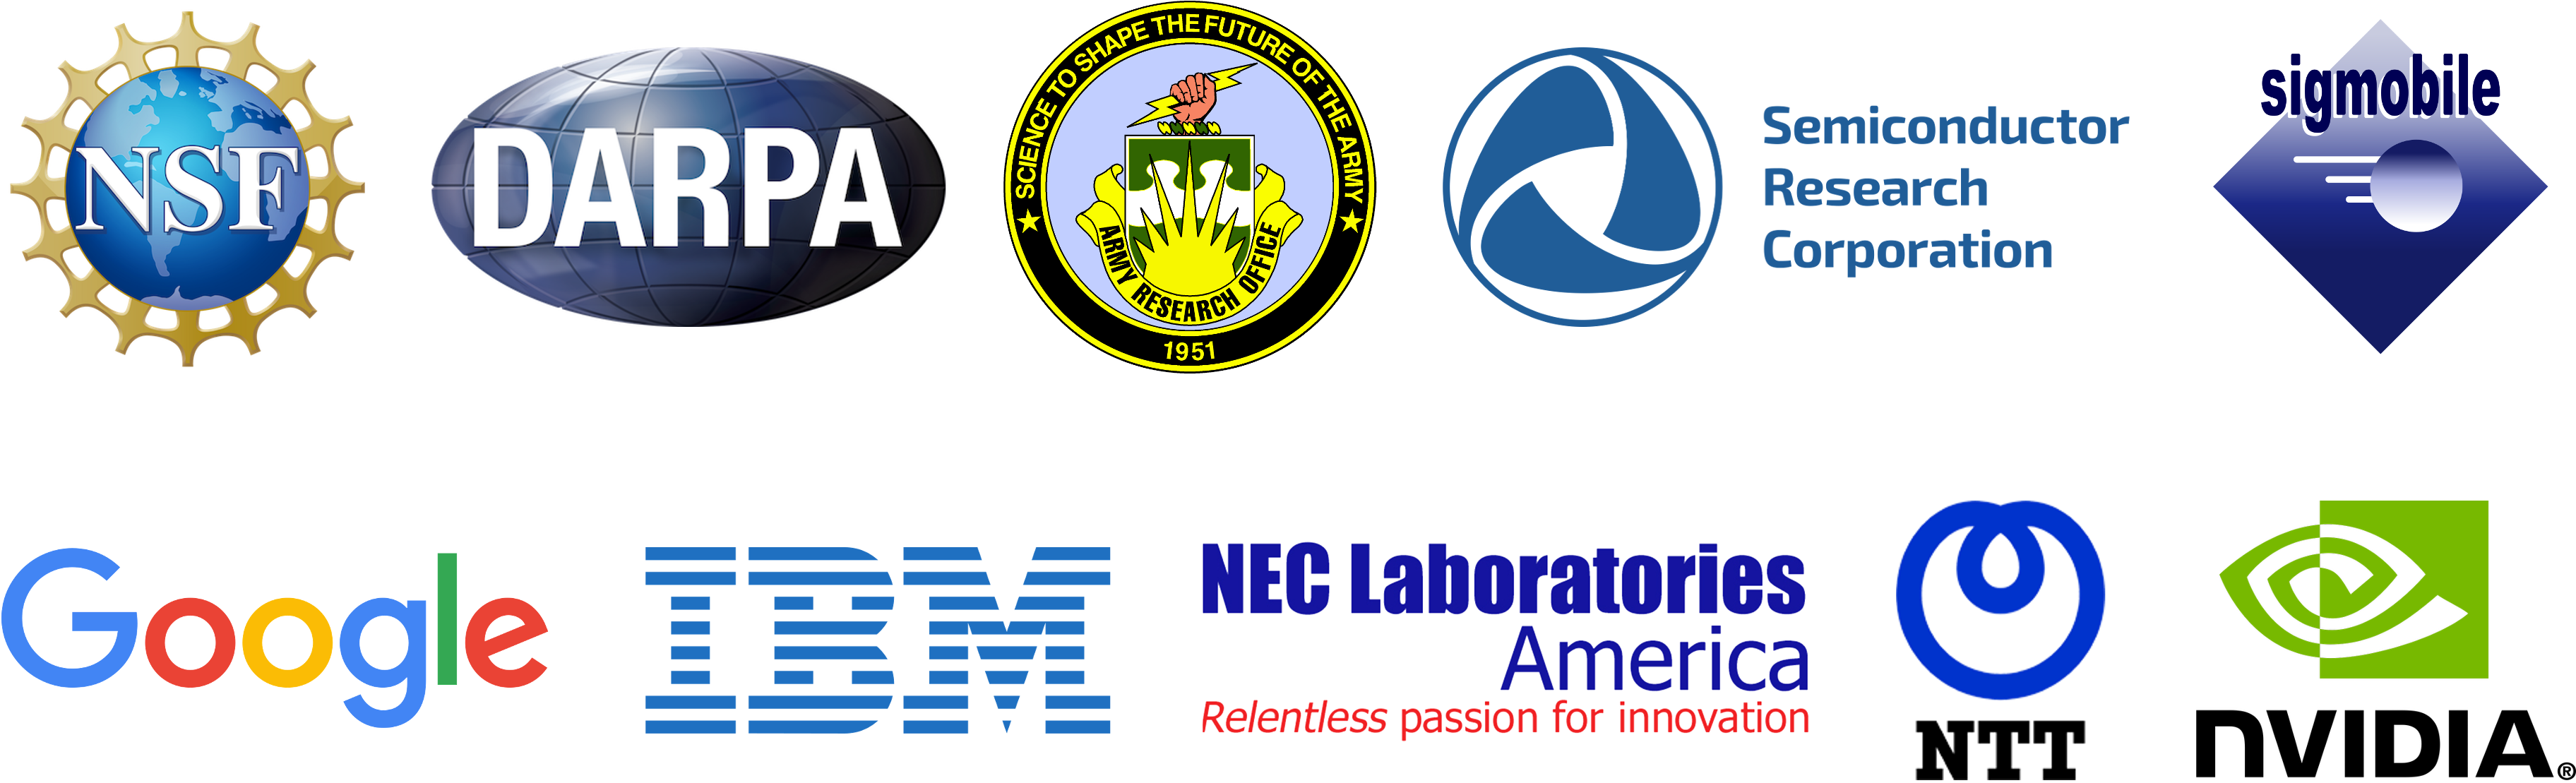 NSF
DARPA
SCIENCE TO SHAPE THE FUTURE OF THE ARMY
ARMY RESEARCH OFFICE
1951
Semiconductor
Research
Corporation
sigmobile
Google
IBM
NEC Laboratories
America
Relentless passion for innovation
NTT
NVIDIA®